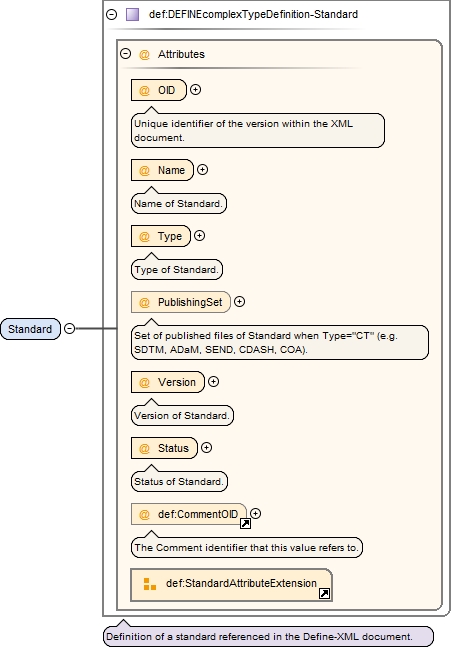 def:DEFINEcomplexTypeDefinition-Standard
Attributes
@ OID
Unique identifier of the version within the XML
document.
@ Name
Name of Standard.
@ Type
Type of Standard.
@ PublishingSet
Standard
Set of published files of Standard when Type="CT" (e.g.
SDTM, ADaM, SEND, CDASH, COA).
@ Version
Version of Standard.
@ Status
Status of Standard.
@ def:CommentOID
The Comment identifier that this value refers to.
def:StandardAttributeExtension
Definition of a standard referenced in the Define-XML document.